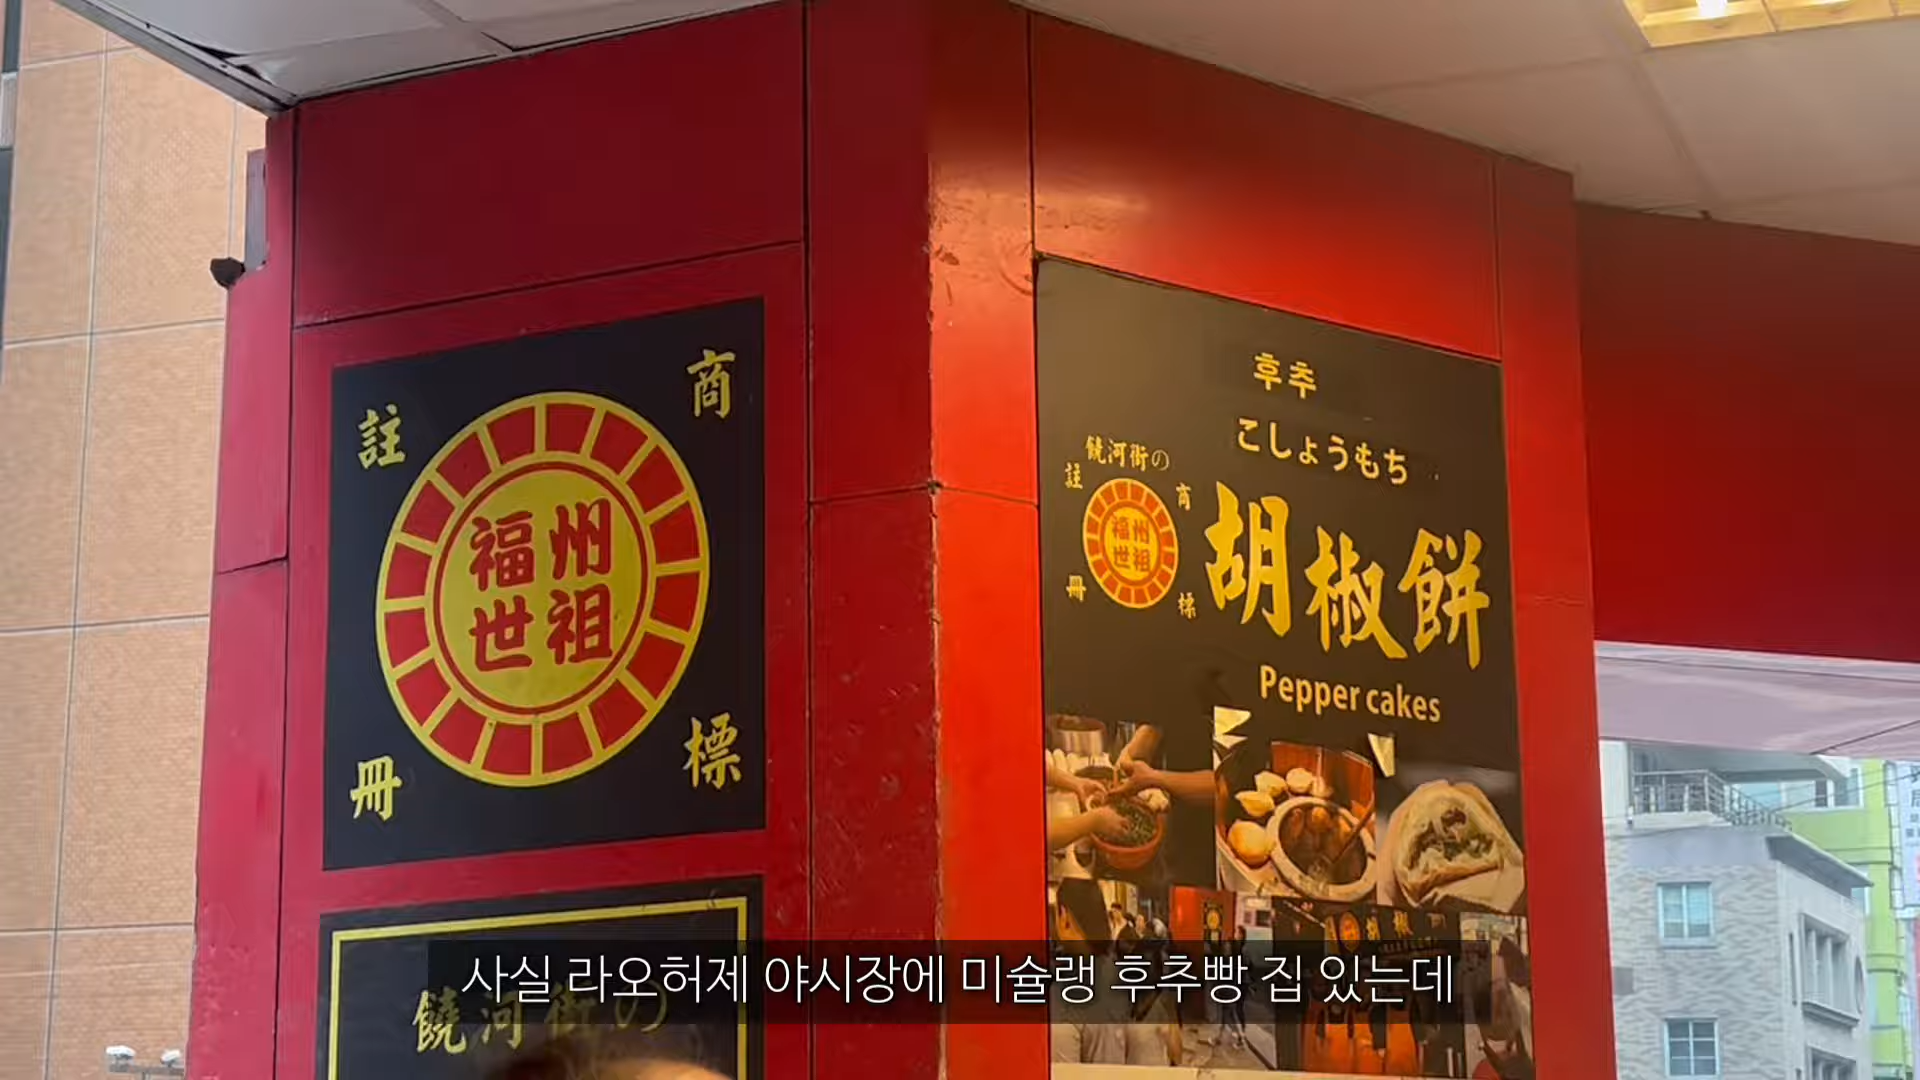 商
註
福州
世祖
標
冊
饒河街の
후추
こしょうもち
饒河街の
註
商
福州
世祖
冊
標
胡椒餅
Pepper cakes
胡椒
사실 라오허제 야시장에 미슐랭 후추빵 집 있는데